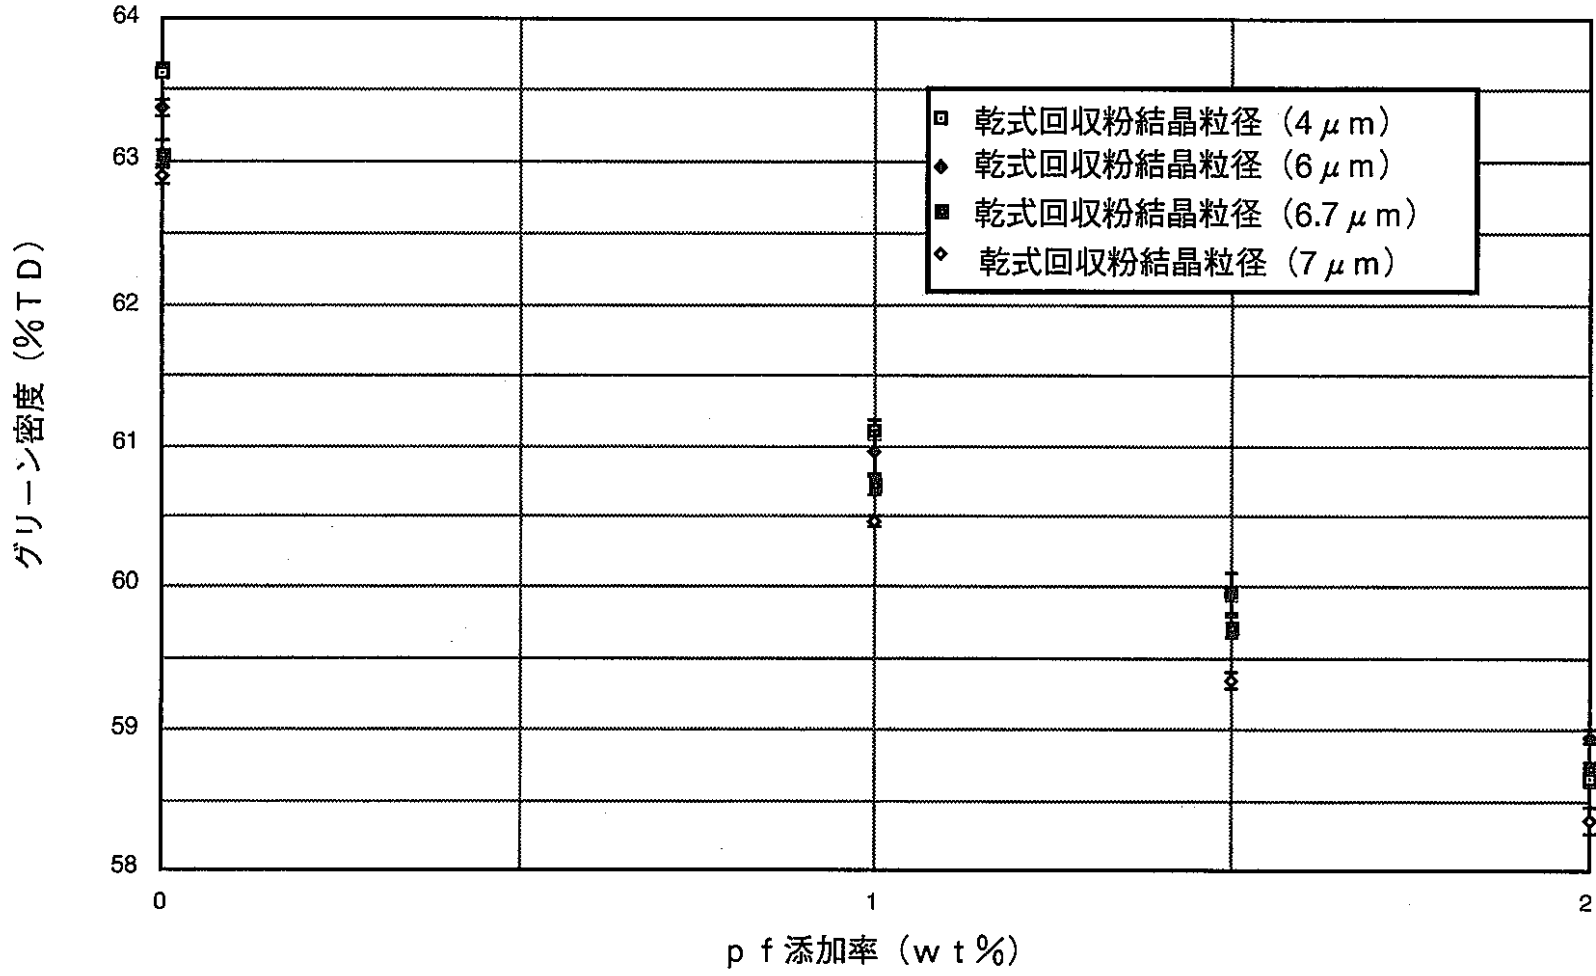 64
63
62
61
60
59
58
グリーン密度（%ＴＤ）
乾式回収粉結晶粒径（4μm）
乾式回収粉結晶粒径（6μm）
乾式回収粉結晶粒径（6.7μm）
乾式回収粉結晶粒径（7μm）
0
1
2
ｐｆ添加率（ｗｔ%）